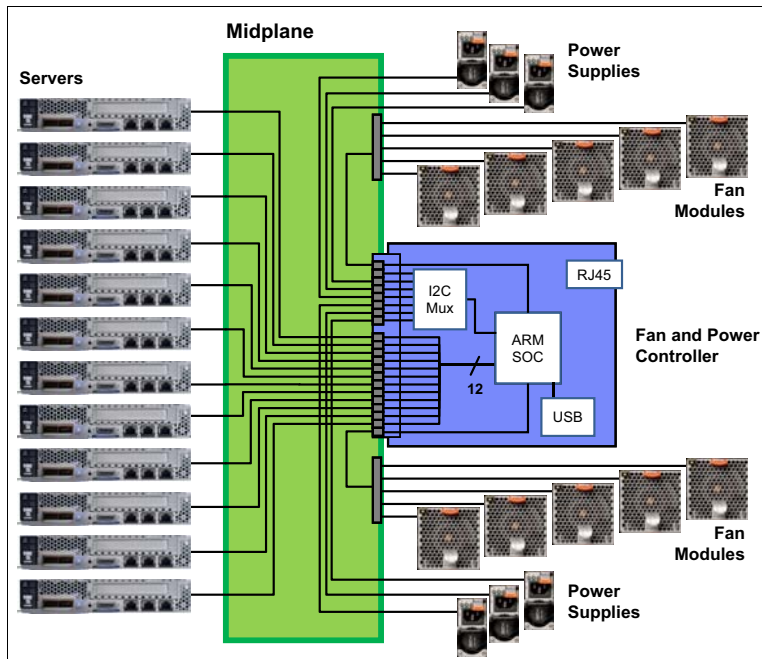 Midplane
Servers
Power
Supplies
Fan
Modules
RJ45
I2C
Mux
ARM
SOC
Fan and Power
Controller
12
USB
Fan
Modules
Power
Supplies